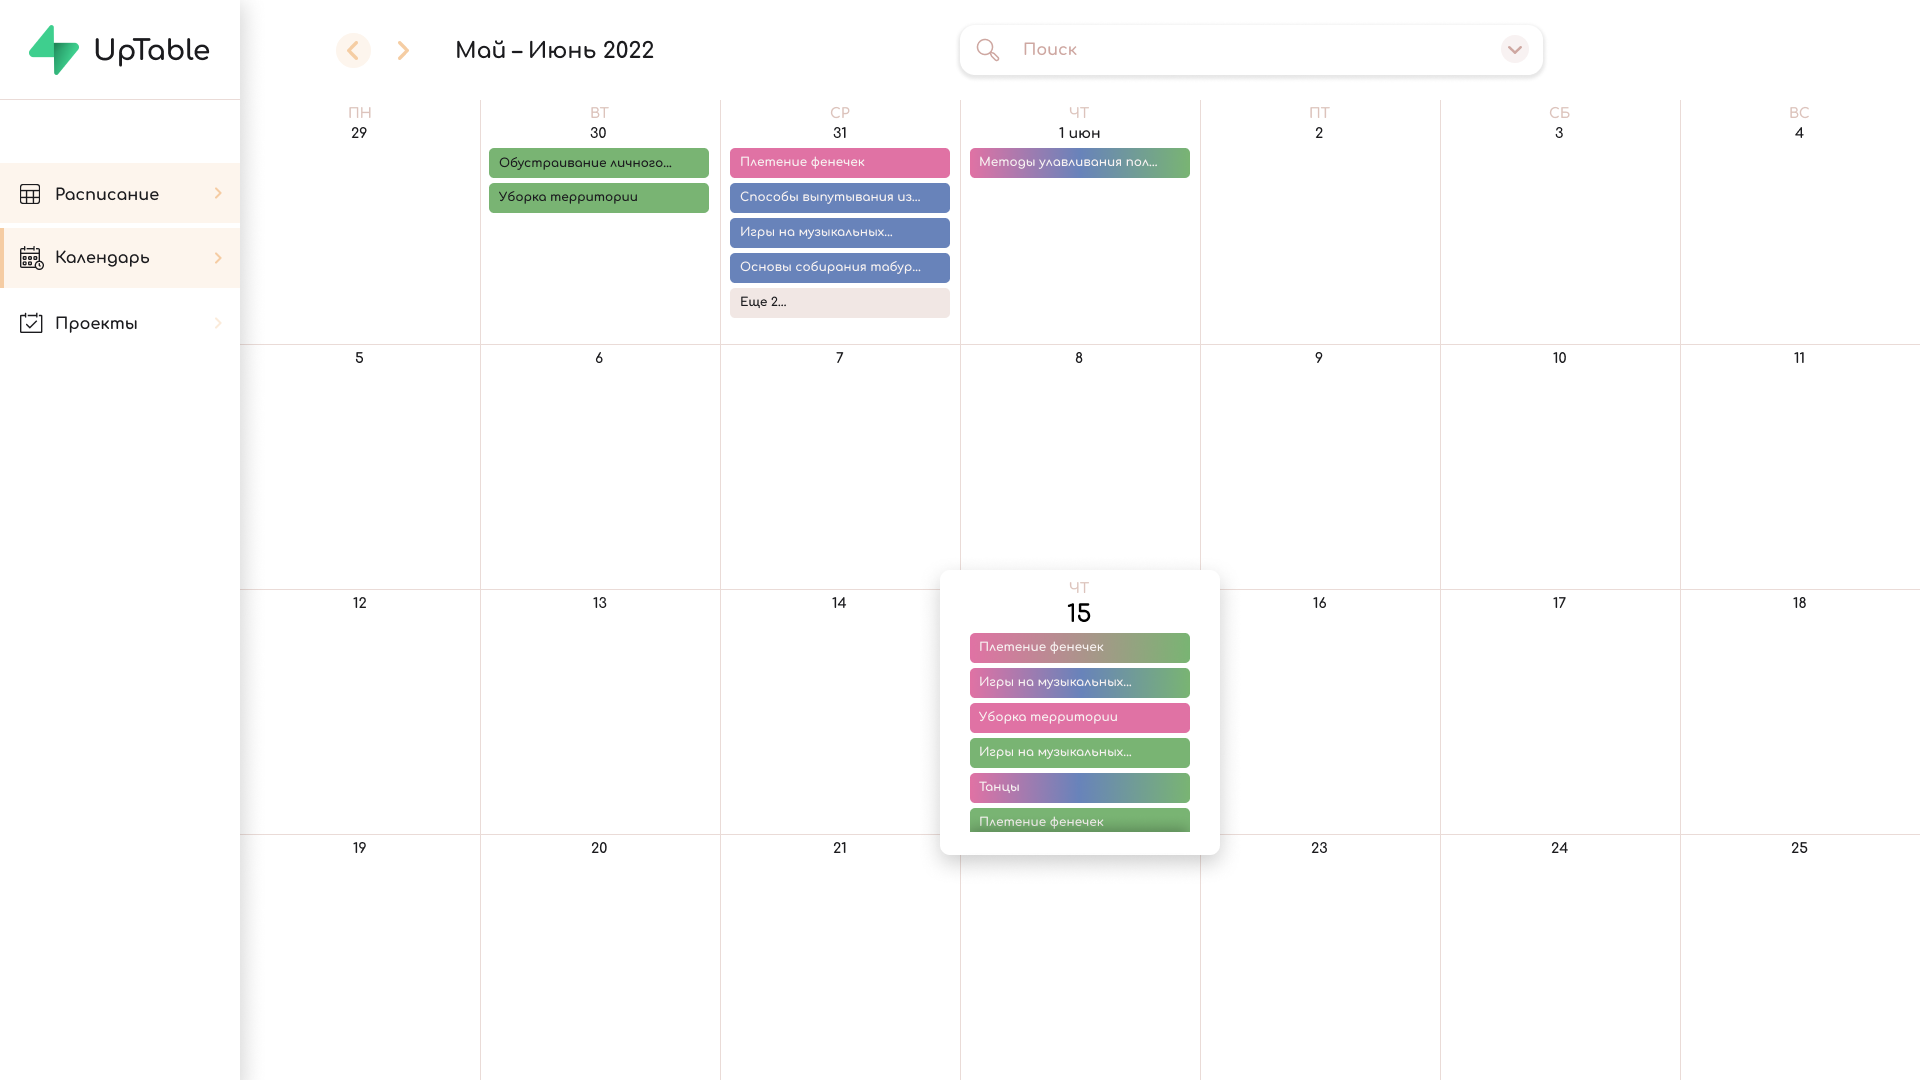 UpTable
Май – Июнь 2022
Поиск
Расписание
Календарь
Проекты
ПН
ВТ
СР
ЧТ
ПТ
СБ
ВС
29
30
31
1 июн
2
3
4
Обустраивание личного...
Уборка территории
Плетение фенечек
Способы выпутывания из...
Игры на музыкальных...
Основы собирания табур...
Еще 2...
Методы улавливания пол...
5
6
7
8
9
10
11
12
13
14
ЧТ
15
Плетение фенечек
Игры на музыкальных...
Уборка территории
Игры на музыкальных...
Танцы
Плетение фенечек
16
17
18
19
20
21
23
24
25